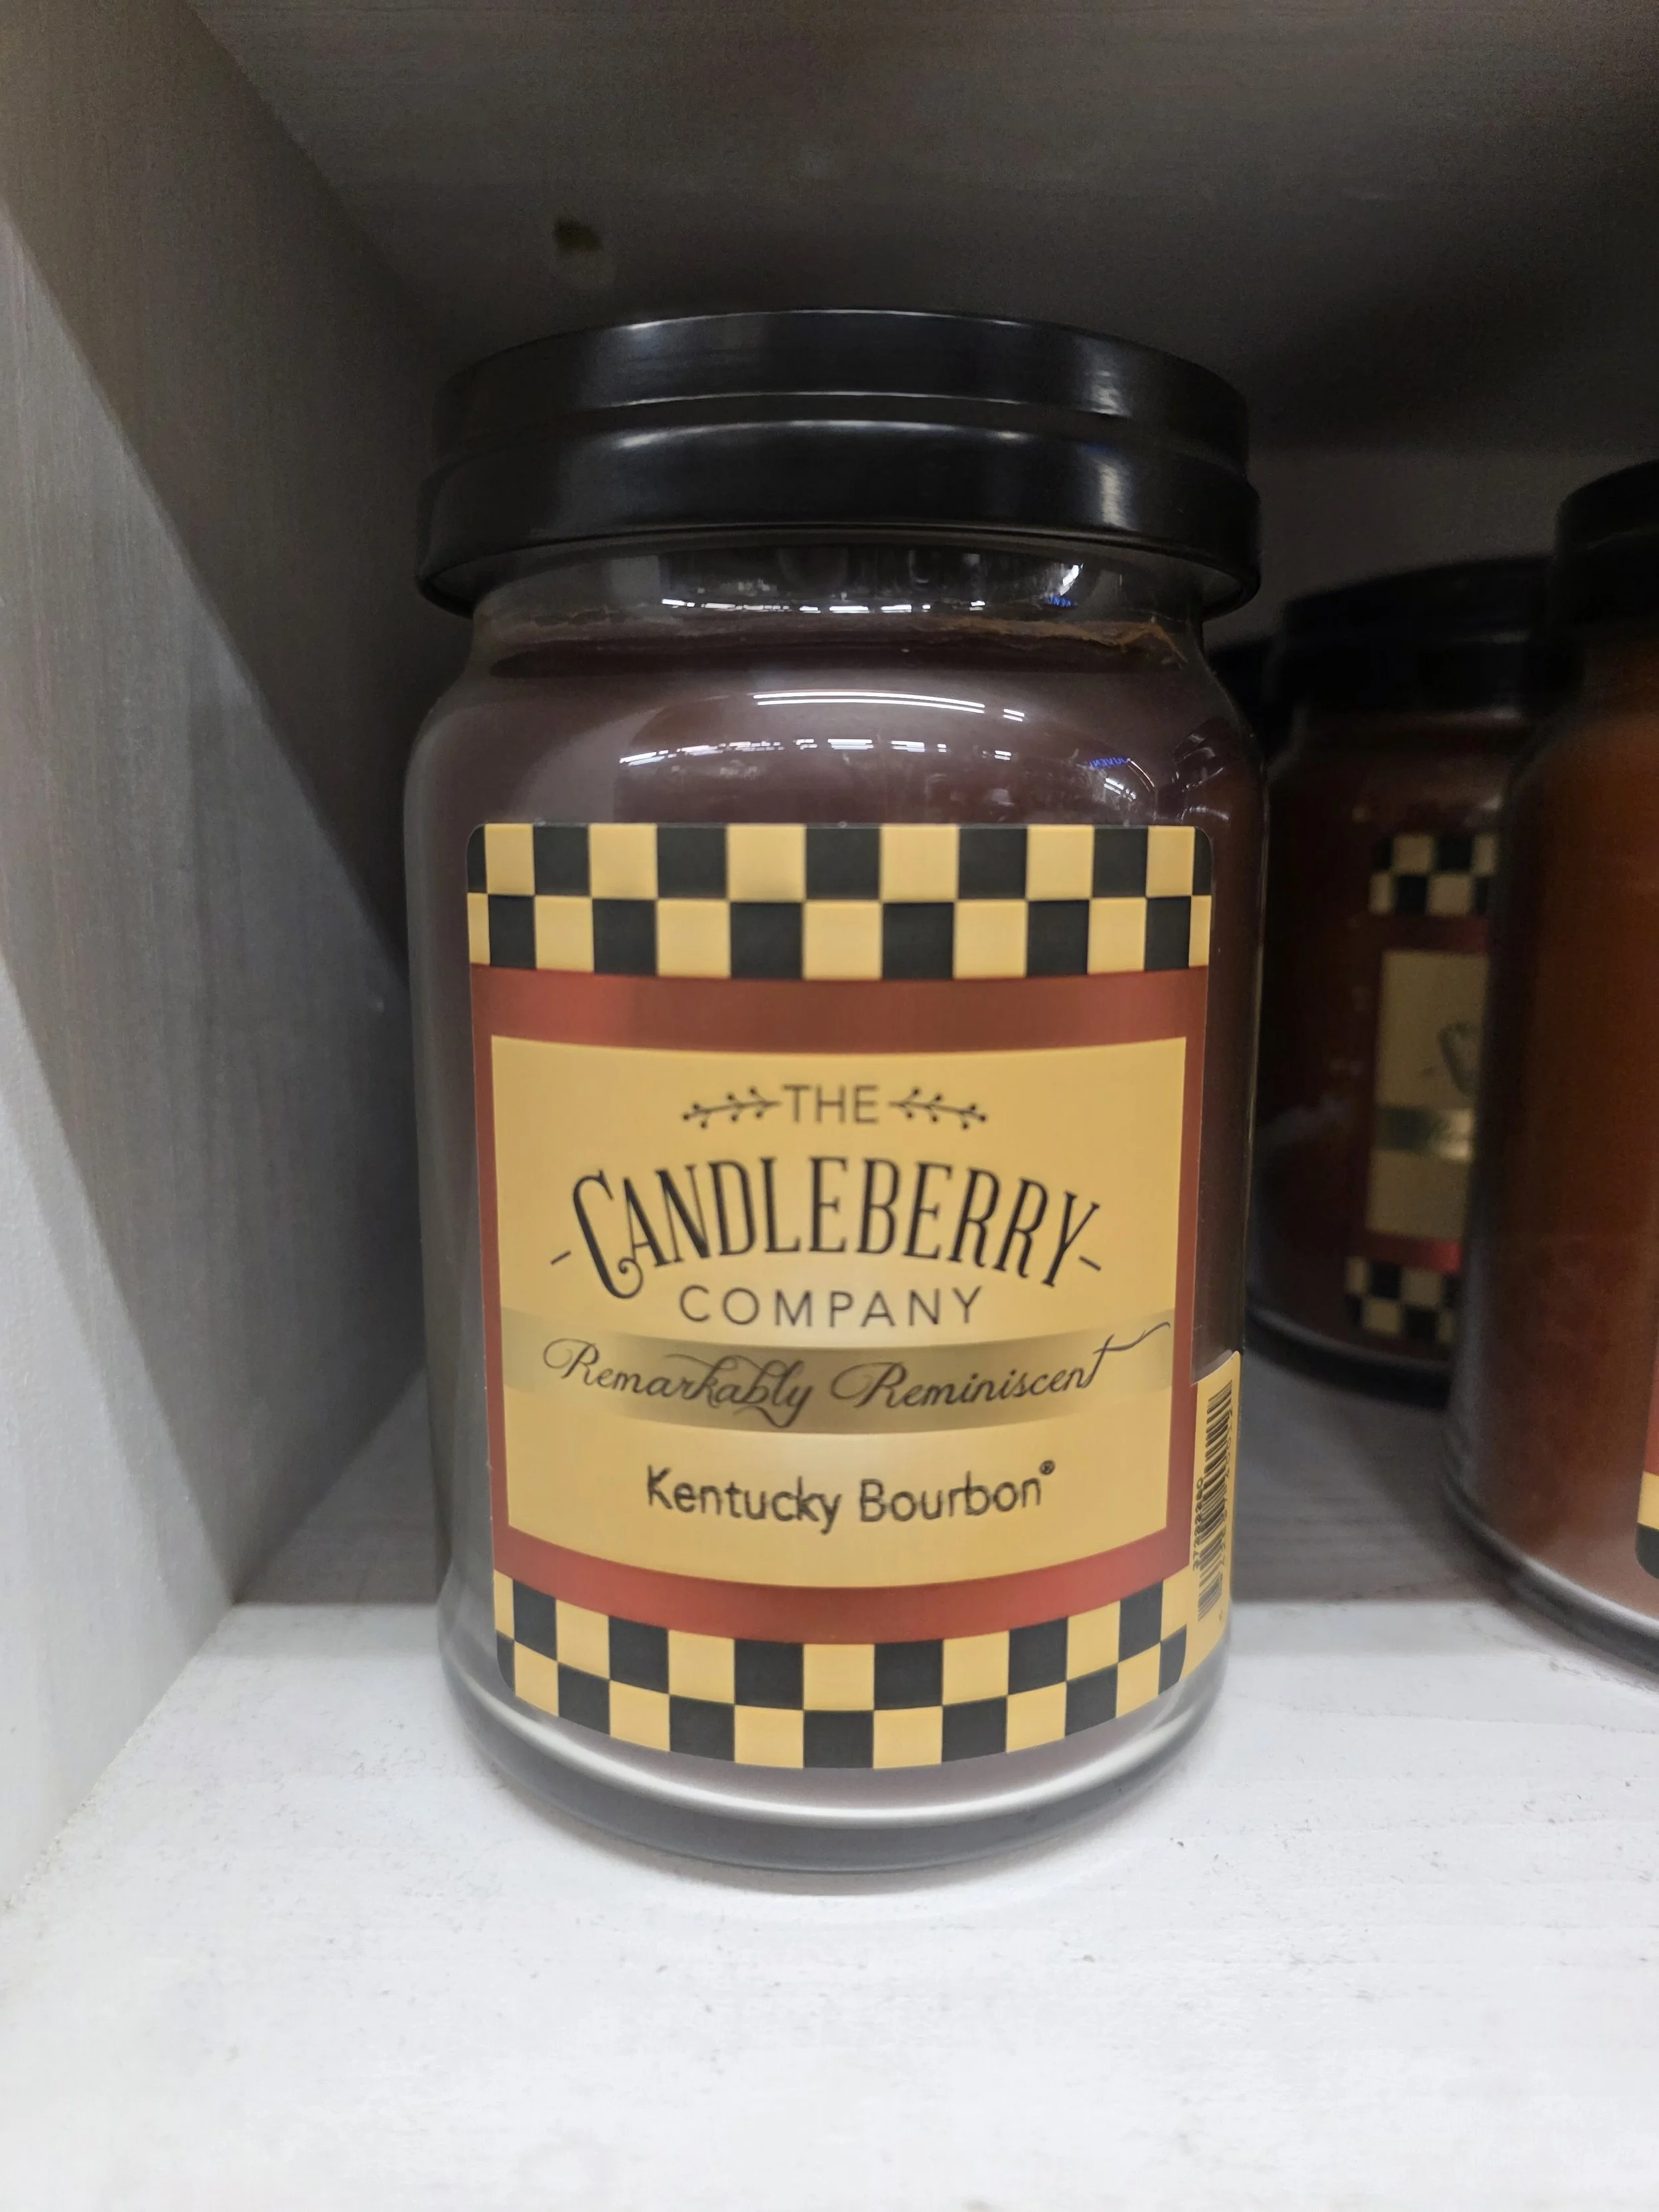 THE
CANDLEBERRY
COMPANY
Remarkably Reminiscent
Kentucky Bourbon®